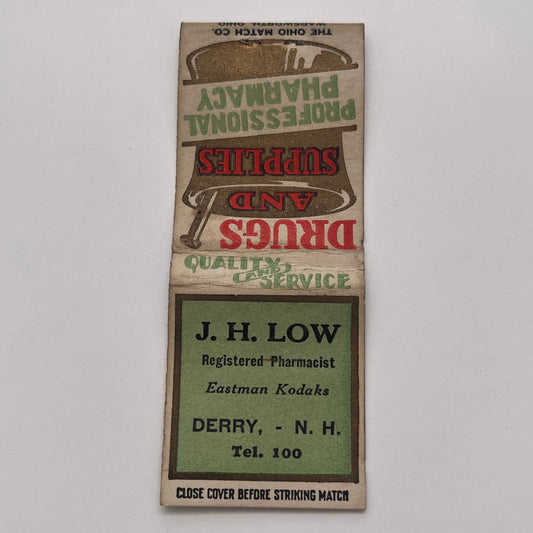 THE OHIO MATCH CO.
WADSWORTH, OHIO
PROFESSIONAL
PHARMACY
DRUGS
AND
SUPPLIES
QUALITY
AND
SERVICE
J. H. LOW
Registered Pharmacist
Eastman Kodaks
DERRY, - N. H.
Tel. 100
CLOSE COVER BEFORE STRIKING MATCH